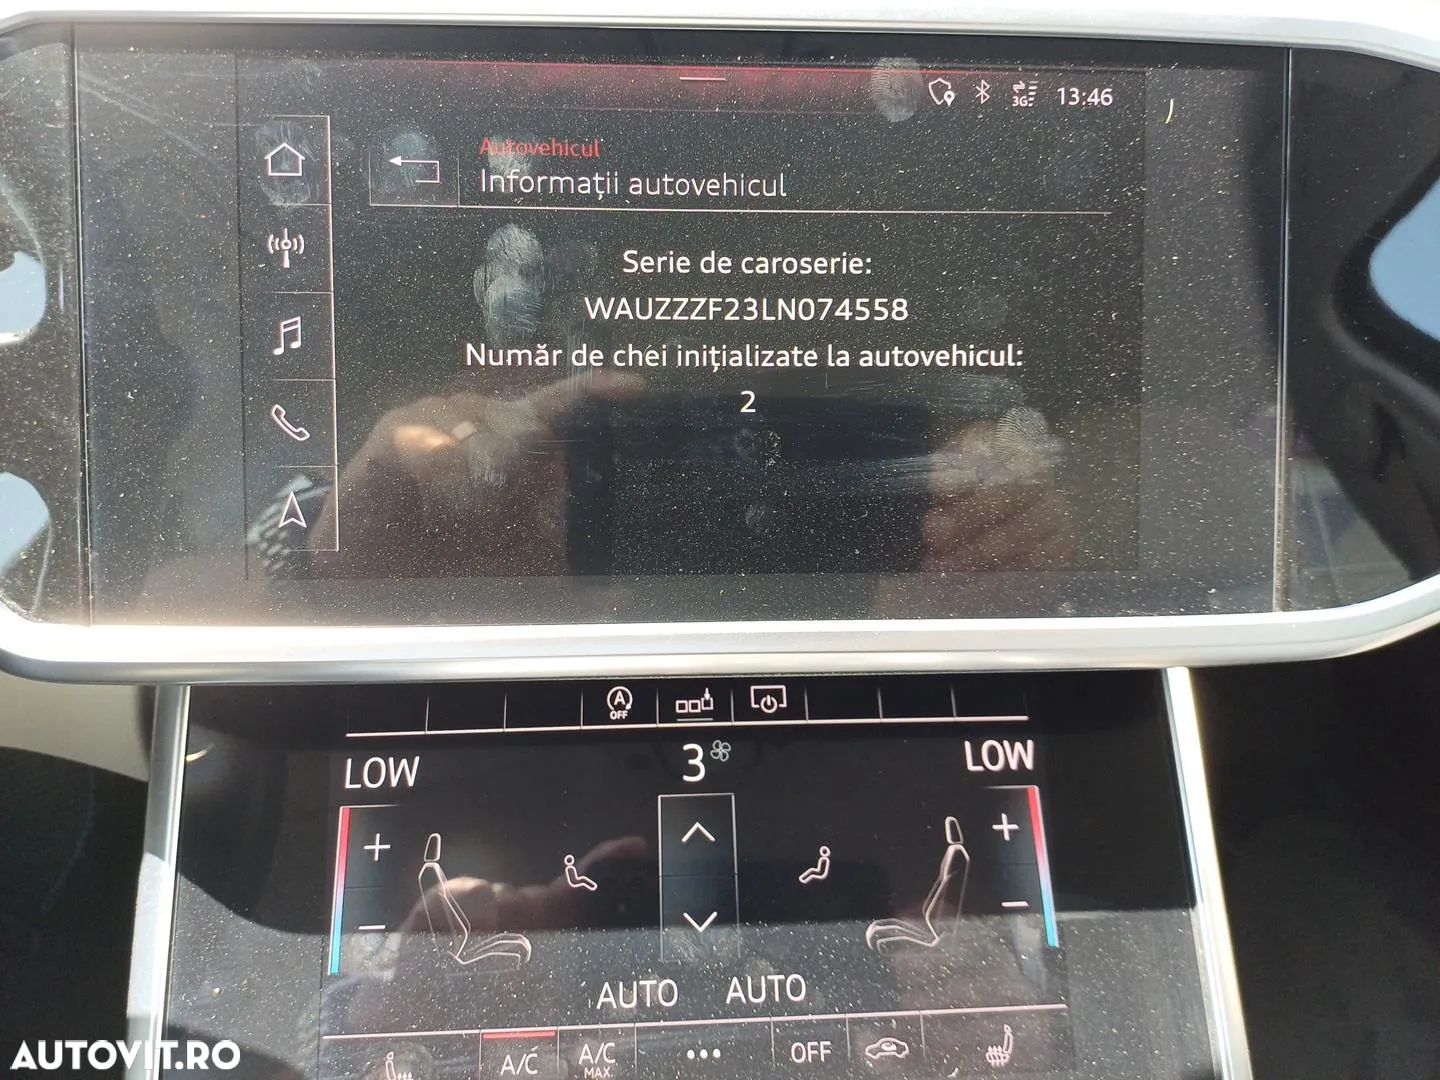 3G 13:46
Autovehicul
Informații autovehicul
Serie de caroserie:
WAUZZZF23LN074558
Număr de chei inițializate la autovehicul:
2
A
OFF
LOW 3 LOW
+ +
− −
AUTO AUTO
A/C A/C MAX ••• OFF
AUTOVIT.RO